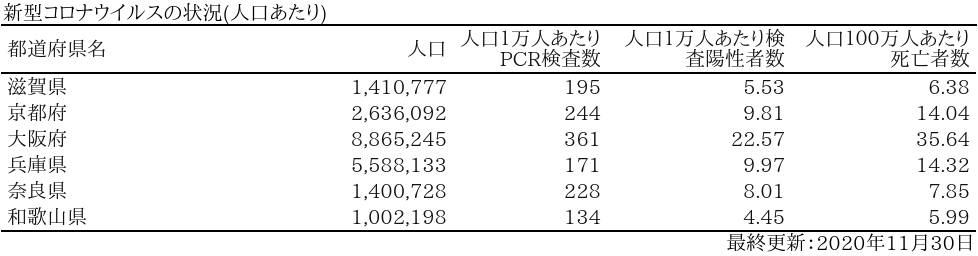 新型コロナウイルスの状況(人口あたり)
都道府県名 人口 人口1万人あたりPCR検査数 人口1万人あたり検査陽性者数 人口100万人あたり死亡者数
滋賀県 1,410,777 195 5.53 6.38
京都府 2,636,092 244 9.81 14.04
大阪府 8,865,245 361 22.57 35.64
兵庫県 5,588,133 171 9.97 14.32
奈良県 1,400,728 228 8.01 7.85
和歌山県 1,002,198 134 4.45 5.99
最終更新：2020年11月30日